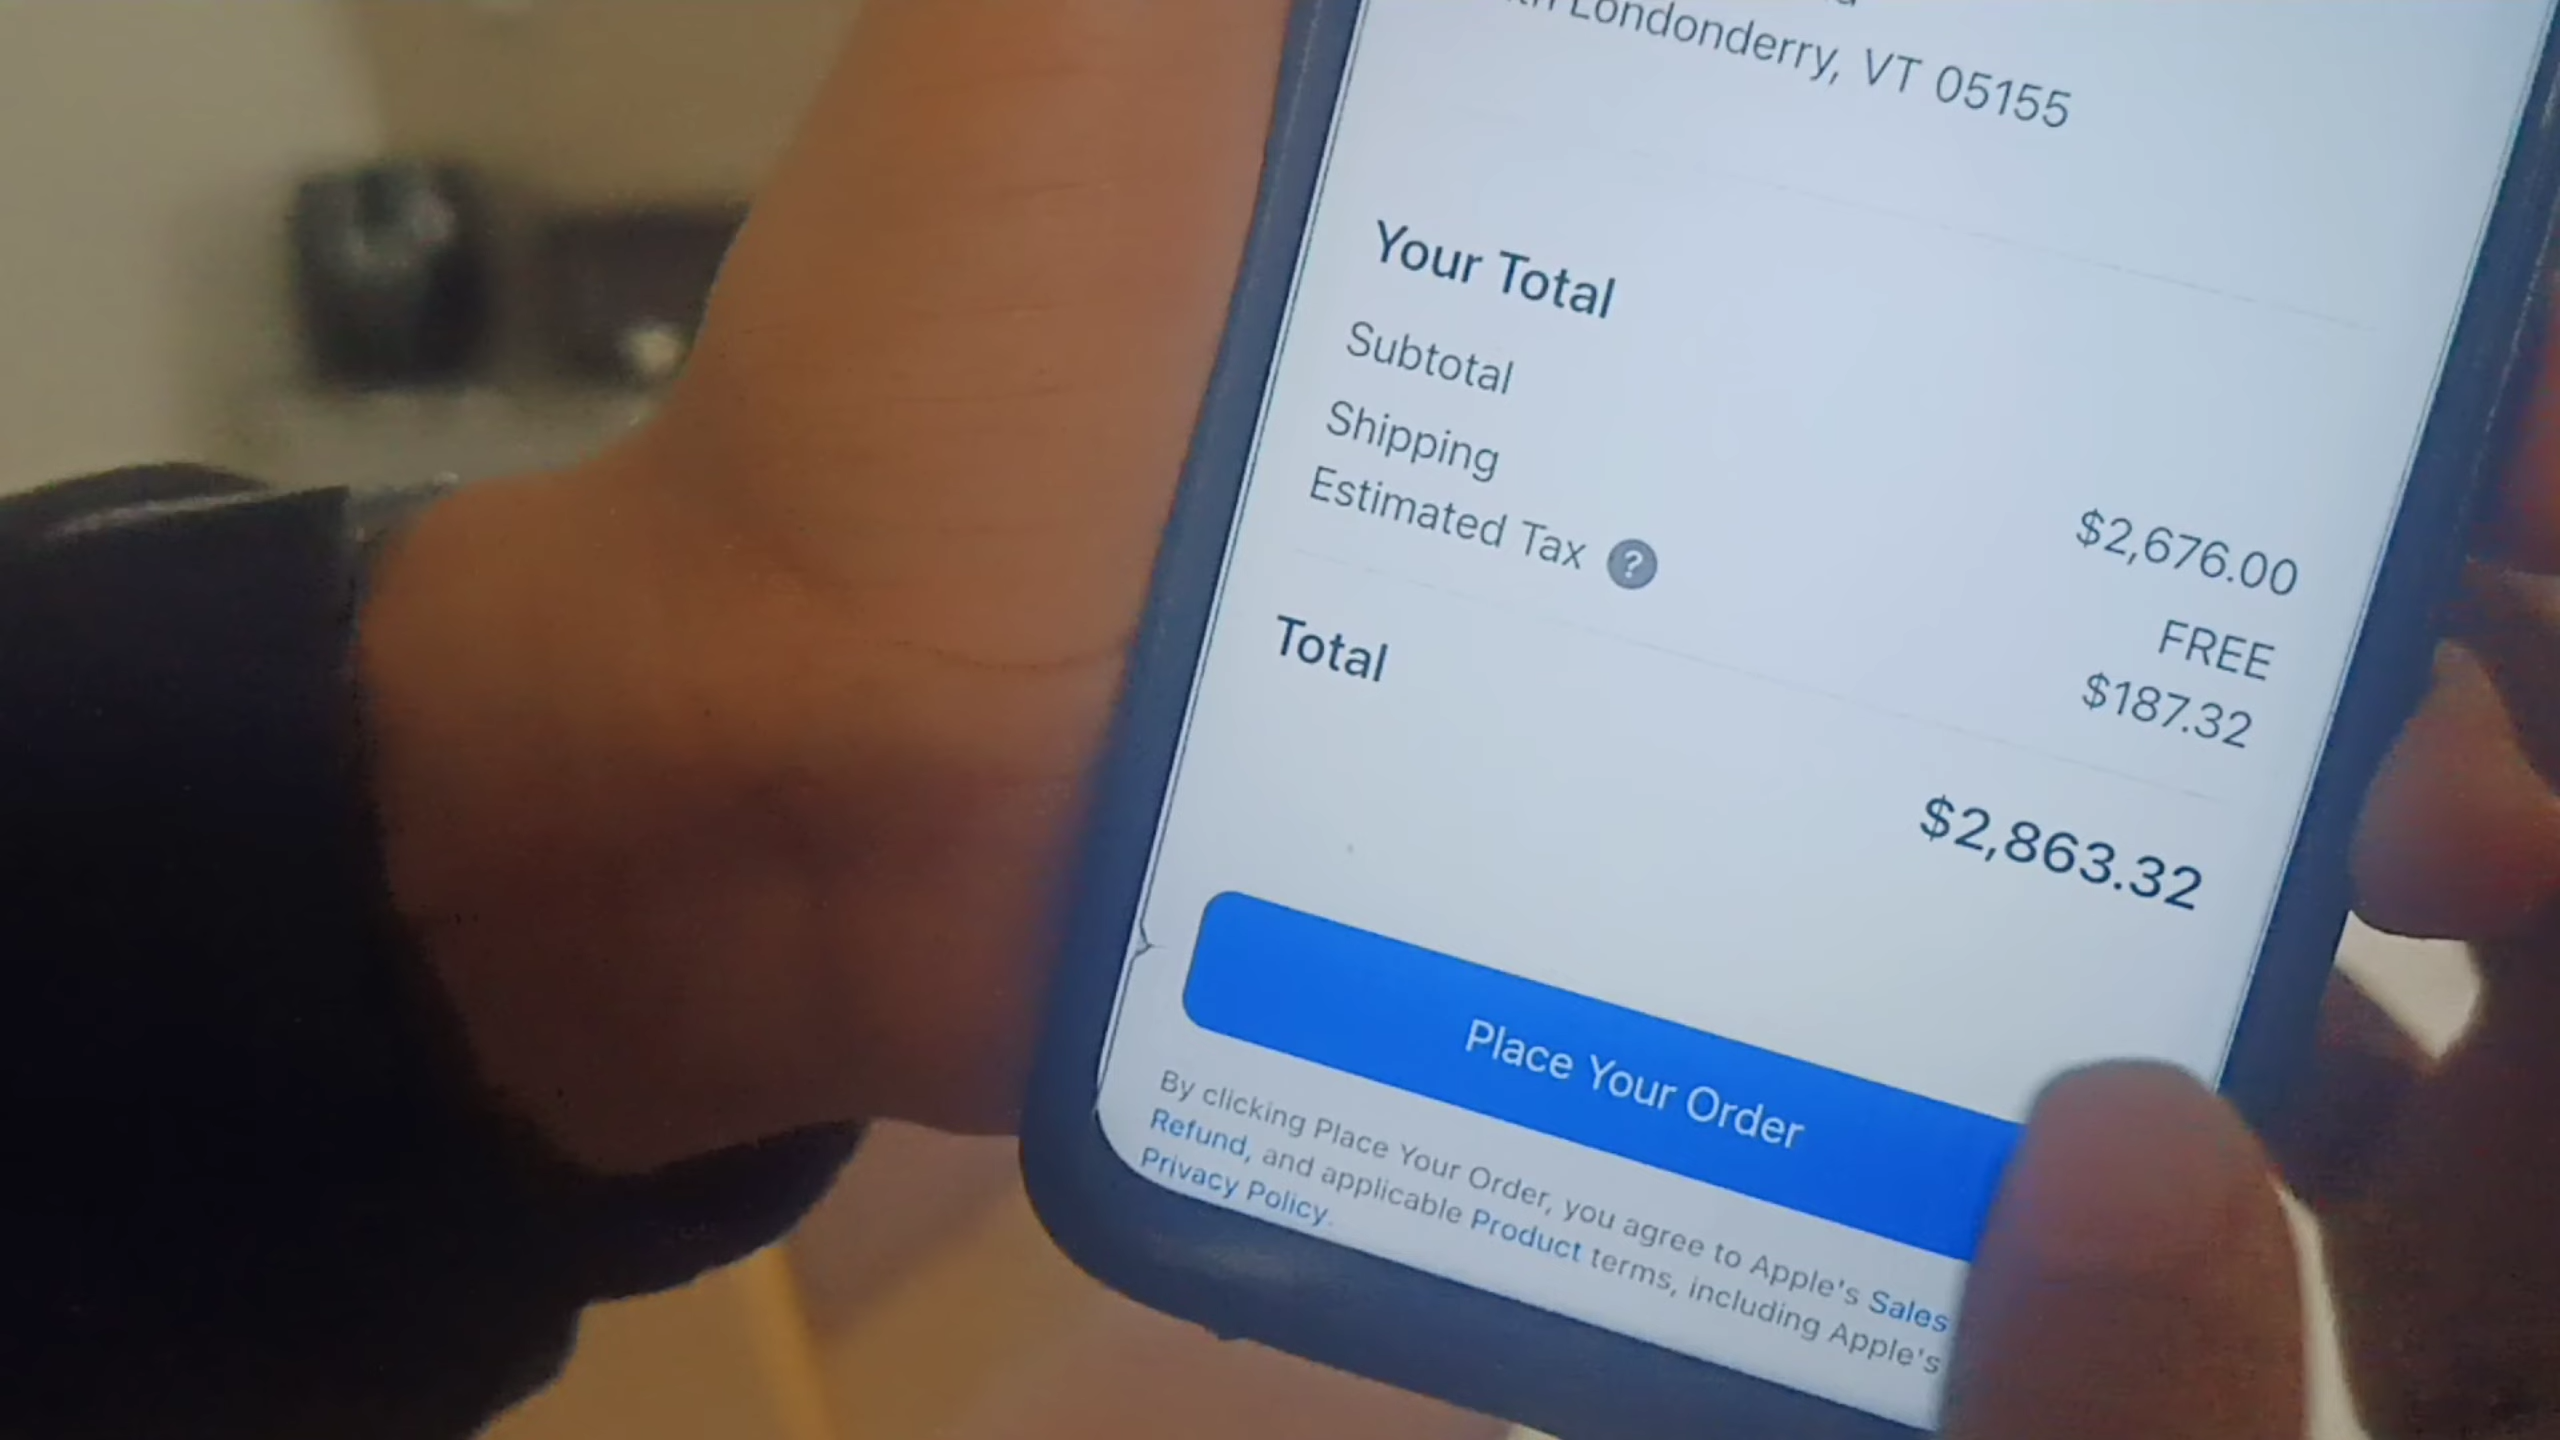 Londonderry, VT 05155
Your Total
Subtotal $2,676.00
Shipping FREE
Estimated Tax ? $187.32
Total $2,863.32
Place Your Order
By clicking Place Your Order, you agree to Apple's Sales
Refund, and applicable Product terms, including Apple's
Privacy Policy.